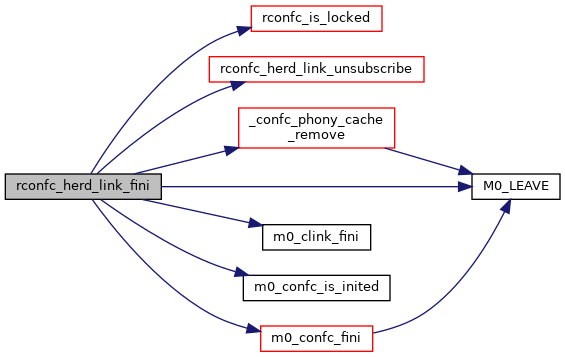 rconfc_is_locked
rconfc_herd_link_unsubscribe
_confc_phony_cache
_remove
rconfc_herd_link_fini
M0_LEAVE
m0_clink_fini
m0_confc_is_inited
m0_confc_fini